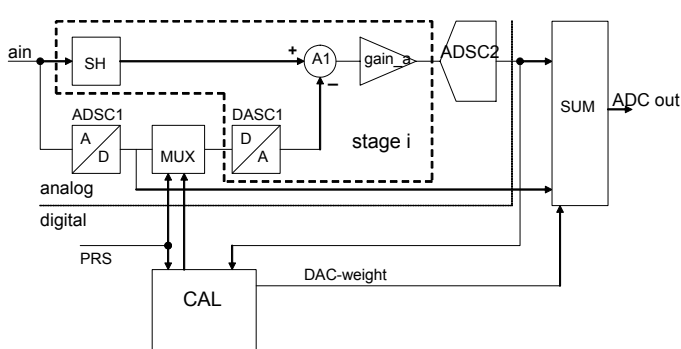 ain
SH
+
A1
−
gain_a
ADSC2
SUM
ADC out
ADSC1
A
D
MUX
DASC1
D
A
stage i
analog
digital
PRS
CAL
DAC-weight